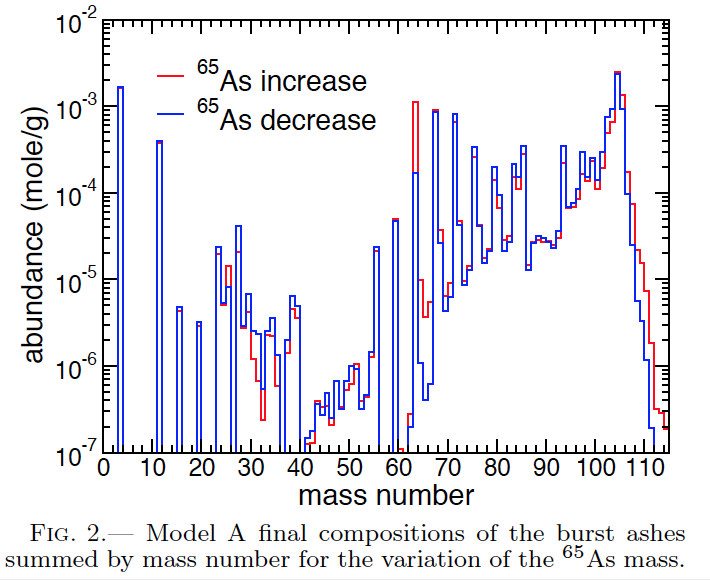 10⁻²
10⁻³
10⁻⁴
10⁻⁵
10⁻⁶
10⁻⁷
abundance (mole/g)
⁶⁵As increase
⁶⁵As decrease
0 10 20 30 40 50 60 70 80 90 100 110
mass number
FIG. 2.— Model A final compositions of the burst ashes
summed by mass number for the variation of the ⁶⁵As mass.